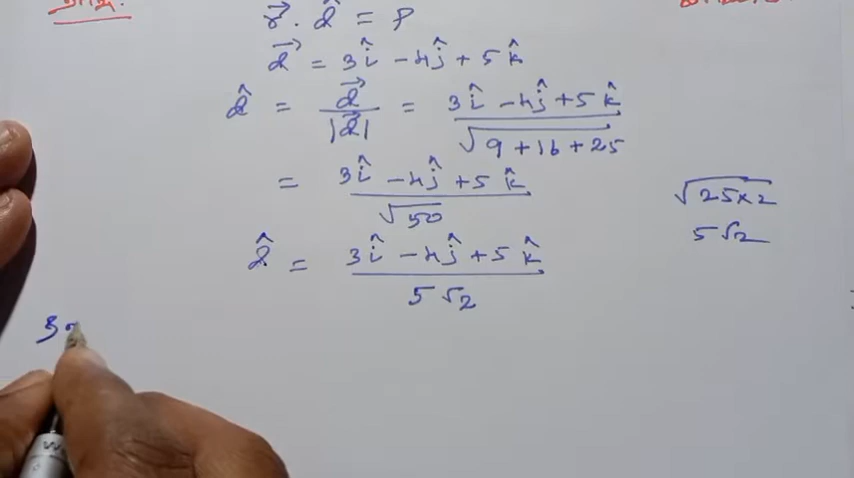 r⃗ . d̂ = P
d⃗ = 3î − 4ĵ + 5k̂
d̂ = d⃗ / |d⃗| = (3î − 4ĵ + 5k̂) / √(9 + 16 + 25)
= (3î − 4ĵ + 5k̂) / √50
√(25×2)
5√2
d̂ = (3î − 4ĵ + 5k̂) / 5√2